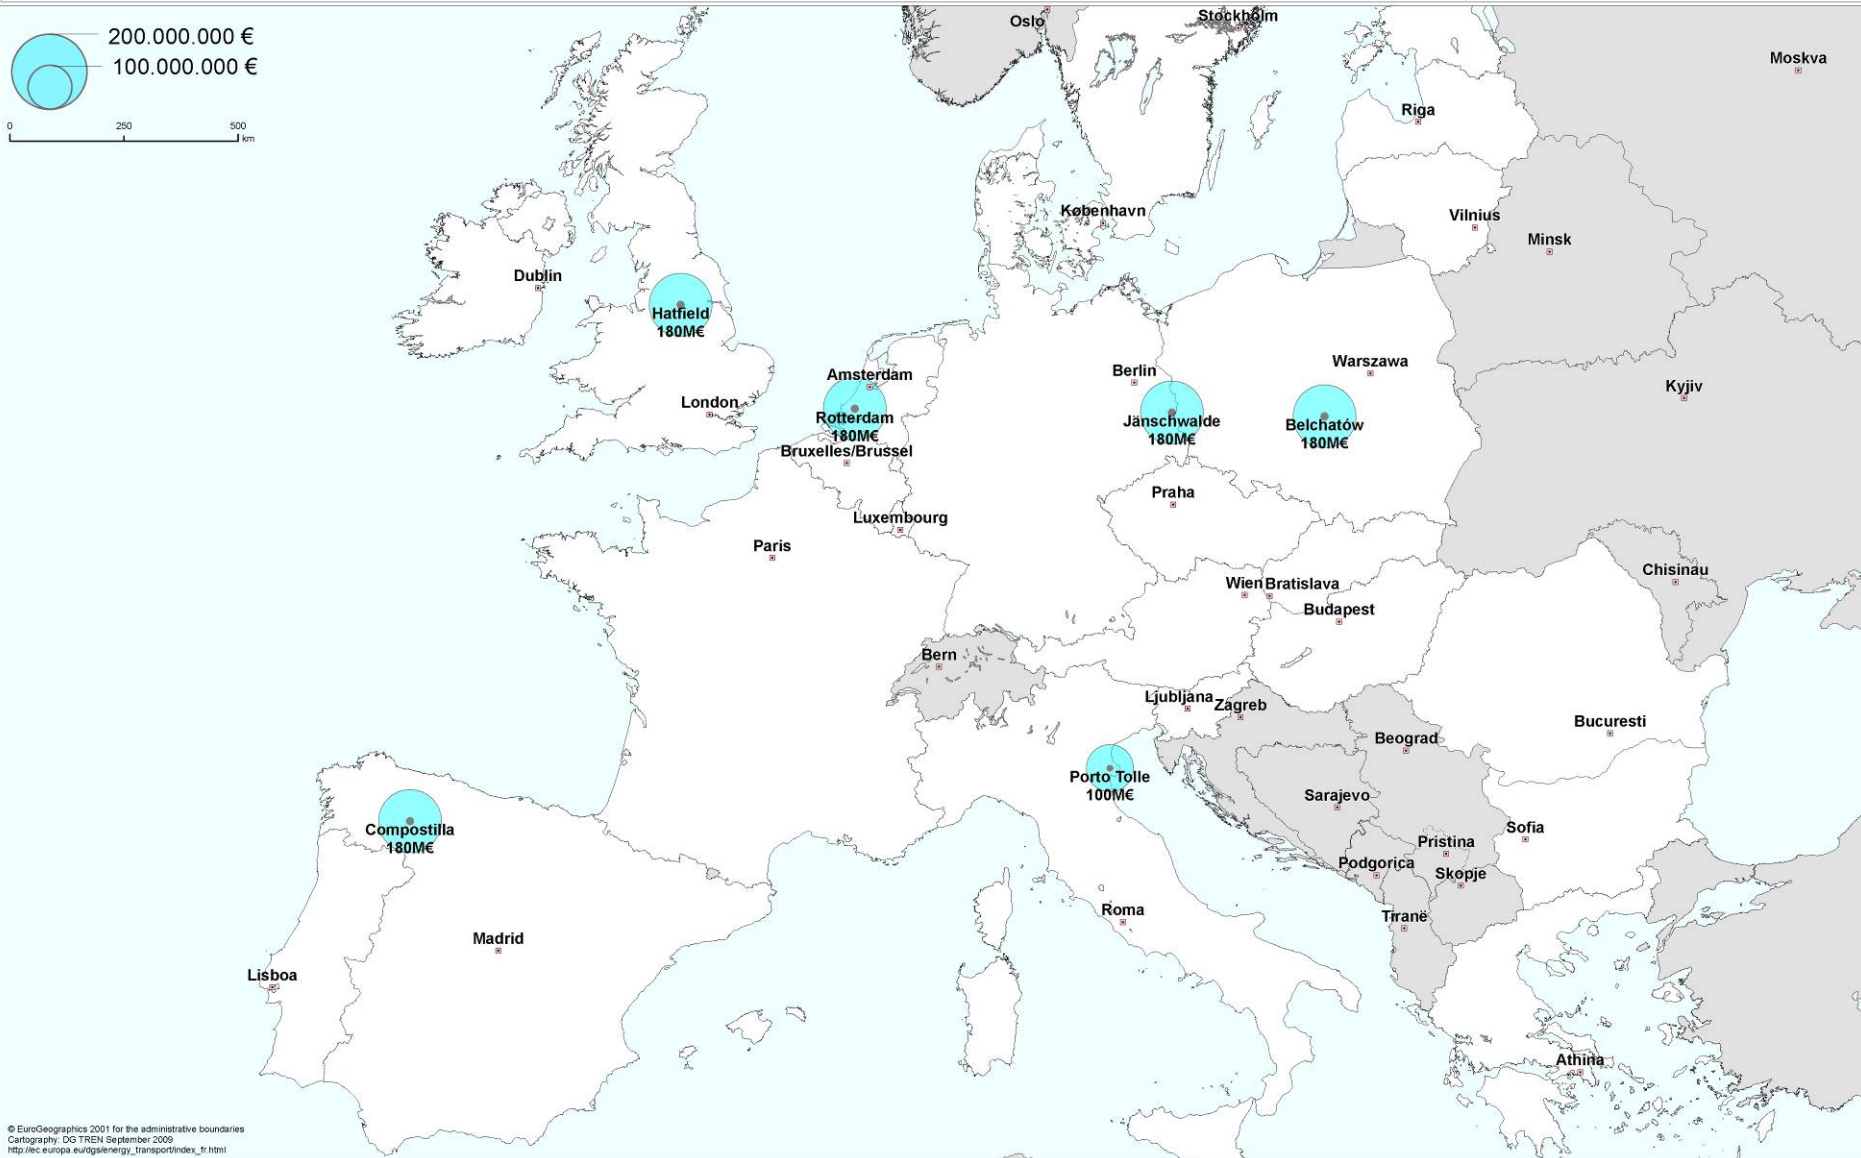 200.000.000 €
100.000.000 €
0 250 500
km
Oslo
Stockholm
Moskva
Riga
København
Vilnius
Minsk
Dublin
Hatfield
180M€
Amsterdam
Berlin
Warszawa
Kyjiv
London
Rotterdam
180M€
Jänschwalde
180M€
Belchatów
180M€
Bruxelles/Brussel
Praha
Luxembourg
Paris
Chisinau
Wien
Bratislava
Budapest
Bern
Ljubljana
Zagreb
Bucuresti
Beograd
Porto Tolle
100M€
Sarajevo
Compostilla
180M€
Sofia
Pristina
Podgorica
Skopje
Roma
Tiranë
Madrid
Lisboa
Athina
© EuroGeographics 2001 for the administrative boundaries
Cartography: DG TREN September 2009
http://ec.europa.eu/dgs/energy_transport/index_fr.html